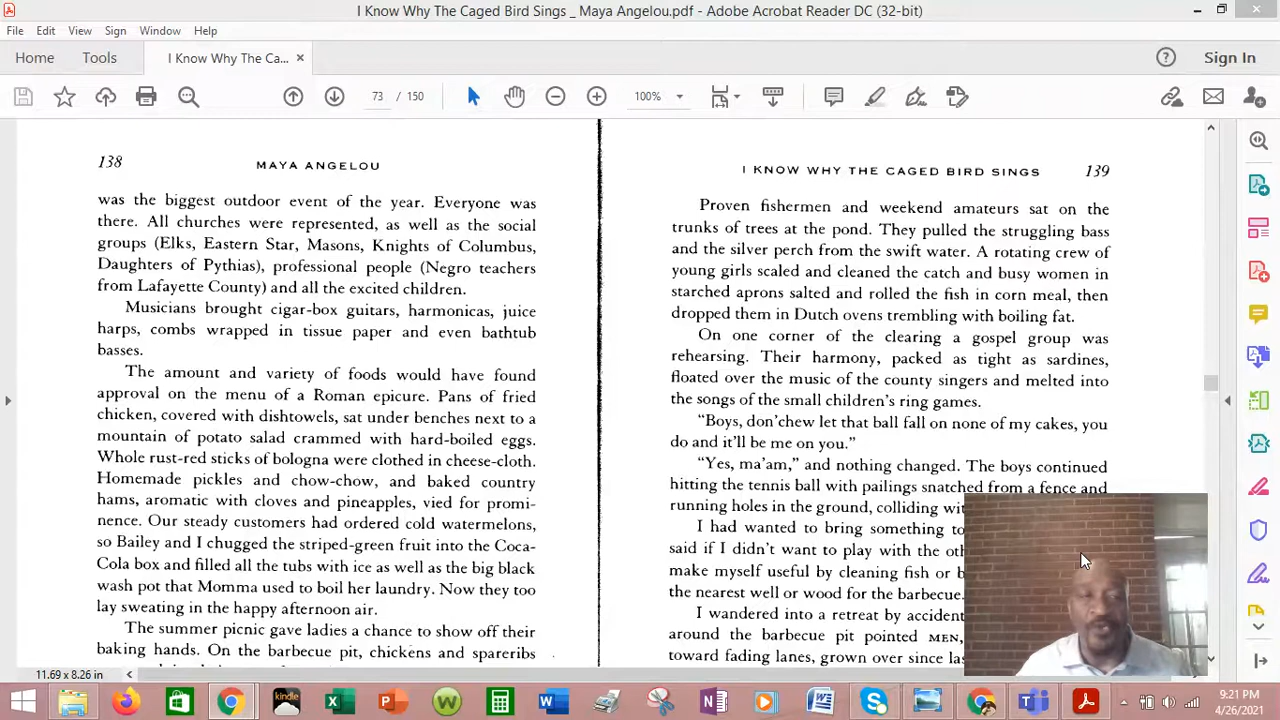 I Know Why The Caged Bird Sings _ Maya Angelou.pdf - Adobe Acrobat Reader DC (32-bit)
File Edit View Sign Window Help
Home Tools I Know Why The Ca... Sign In
73 / 150 100%
138 MAYA ANGELOU
was the biggest outdoor event of the year. Everyone was
there. All churches were represented, as well as the social
groups (Elks, Eastern Star, Masons, Knights of Columbus,
Daughters of Pythias), professional people (Negro teachers
from Lafayette County) and all the excited children.
Musicians brought cigar-box guitars, harmonicas, juice
harps, combs wrapped in tissue paper and even bathtub
basses.
The amount and variety of foods would have found
approval on the menu of a Roman epicure. Pans of fried
chicken, covered with dishtowels, sat under benches next to a
mountain of potato salad crammed with hard-boiled eggs.
Whole rust-red sticks of bologna were clothed in cheese-cloth.
Homemade pickles and chow-chow, and baked country
hams, aromatic with cloves and pineapples, vied for promi-
nence. Our steady customers had ordered cold watermelons,
so Bailey and I chugged the striped-green fruit into the Coca-
Cola box and filled all the tubs with ice as well as the big black
wash pot that Momma used to boil her laundry. Now they too
lay sweating in the happy afternoon air.
The summer picnic gave ladies a chance to show off their
baking hands. On the barbecue pit, chickens and spareribs
I KNOW WHY THE CAGED BIRD SINGS 139
Proven fishermen and weekend amateurs sat on the
trunks of trees at the pond. They pulled the struggling bass
and the silver perch from the swift water. A rotating crew of
young girls scaled and cleaned the catch and busy women in
starched aprons salted and rolled the fish in corn meal, then
dropped them in Dutch ovens trembling with boiling fat.
On one corner of the clearing a gospel group was
rehearsing. Their harmony, packed as tight as sardines,
floated over the music of the county singers and melted into
the songs of the small children's ring games.
"Boys, don'chew let that ball fall on none of my cakes, you
do and it'll be me on you."
"Yes, ma'am," and nothing changed. The boys continued
hitting the tennis ball with pailings snatched from a fence and
running holes in the ground, colliding
I had wanted to bring something to
said if I didn't want to play with the
make myself useful by cleaning fish or
the nearest well or wood for the barbecue.
I wandered into a retreat by
around the barbecue pit pointed MEN,
toward fading lanes, grown over since
11.69 x 8.26 in
kindle
9:21 PM
4/26/2021